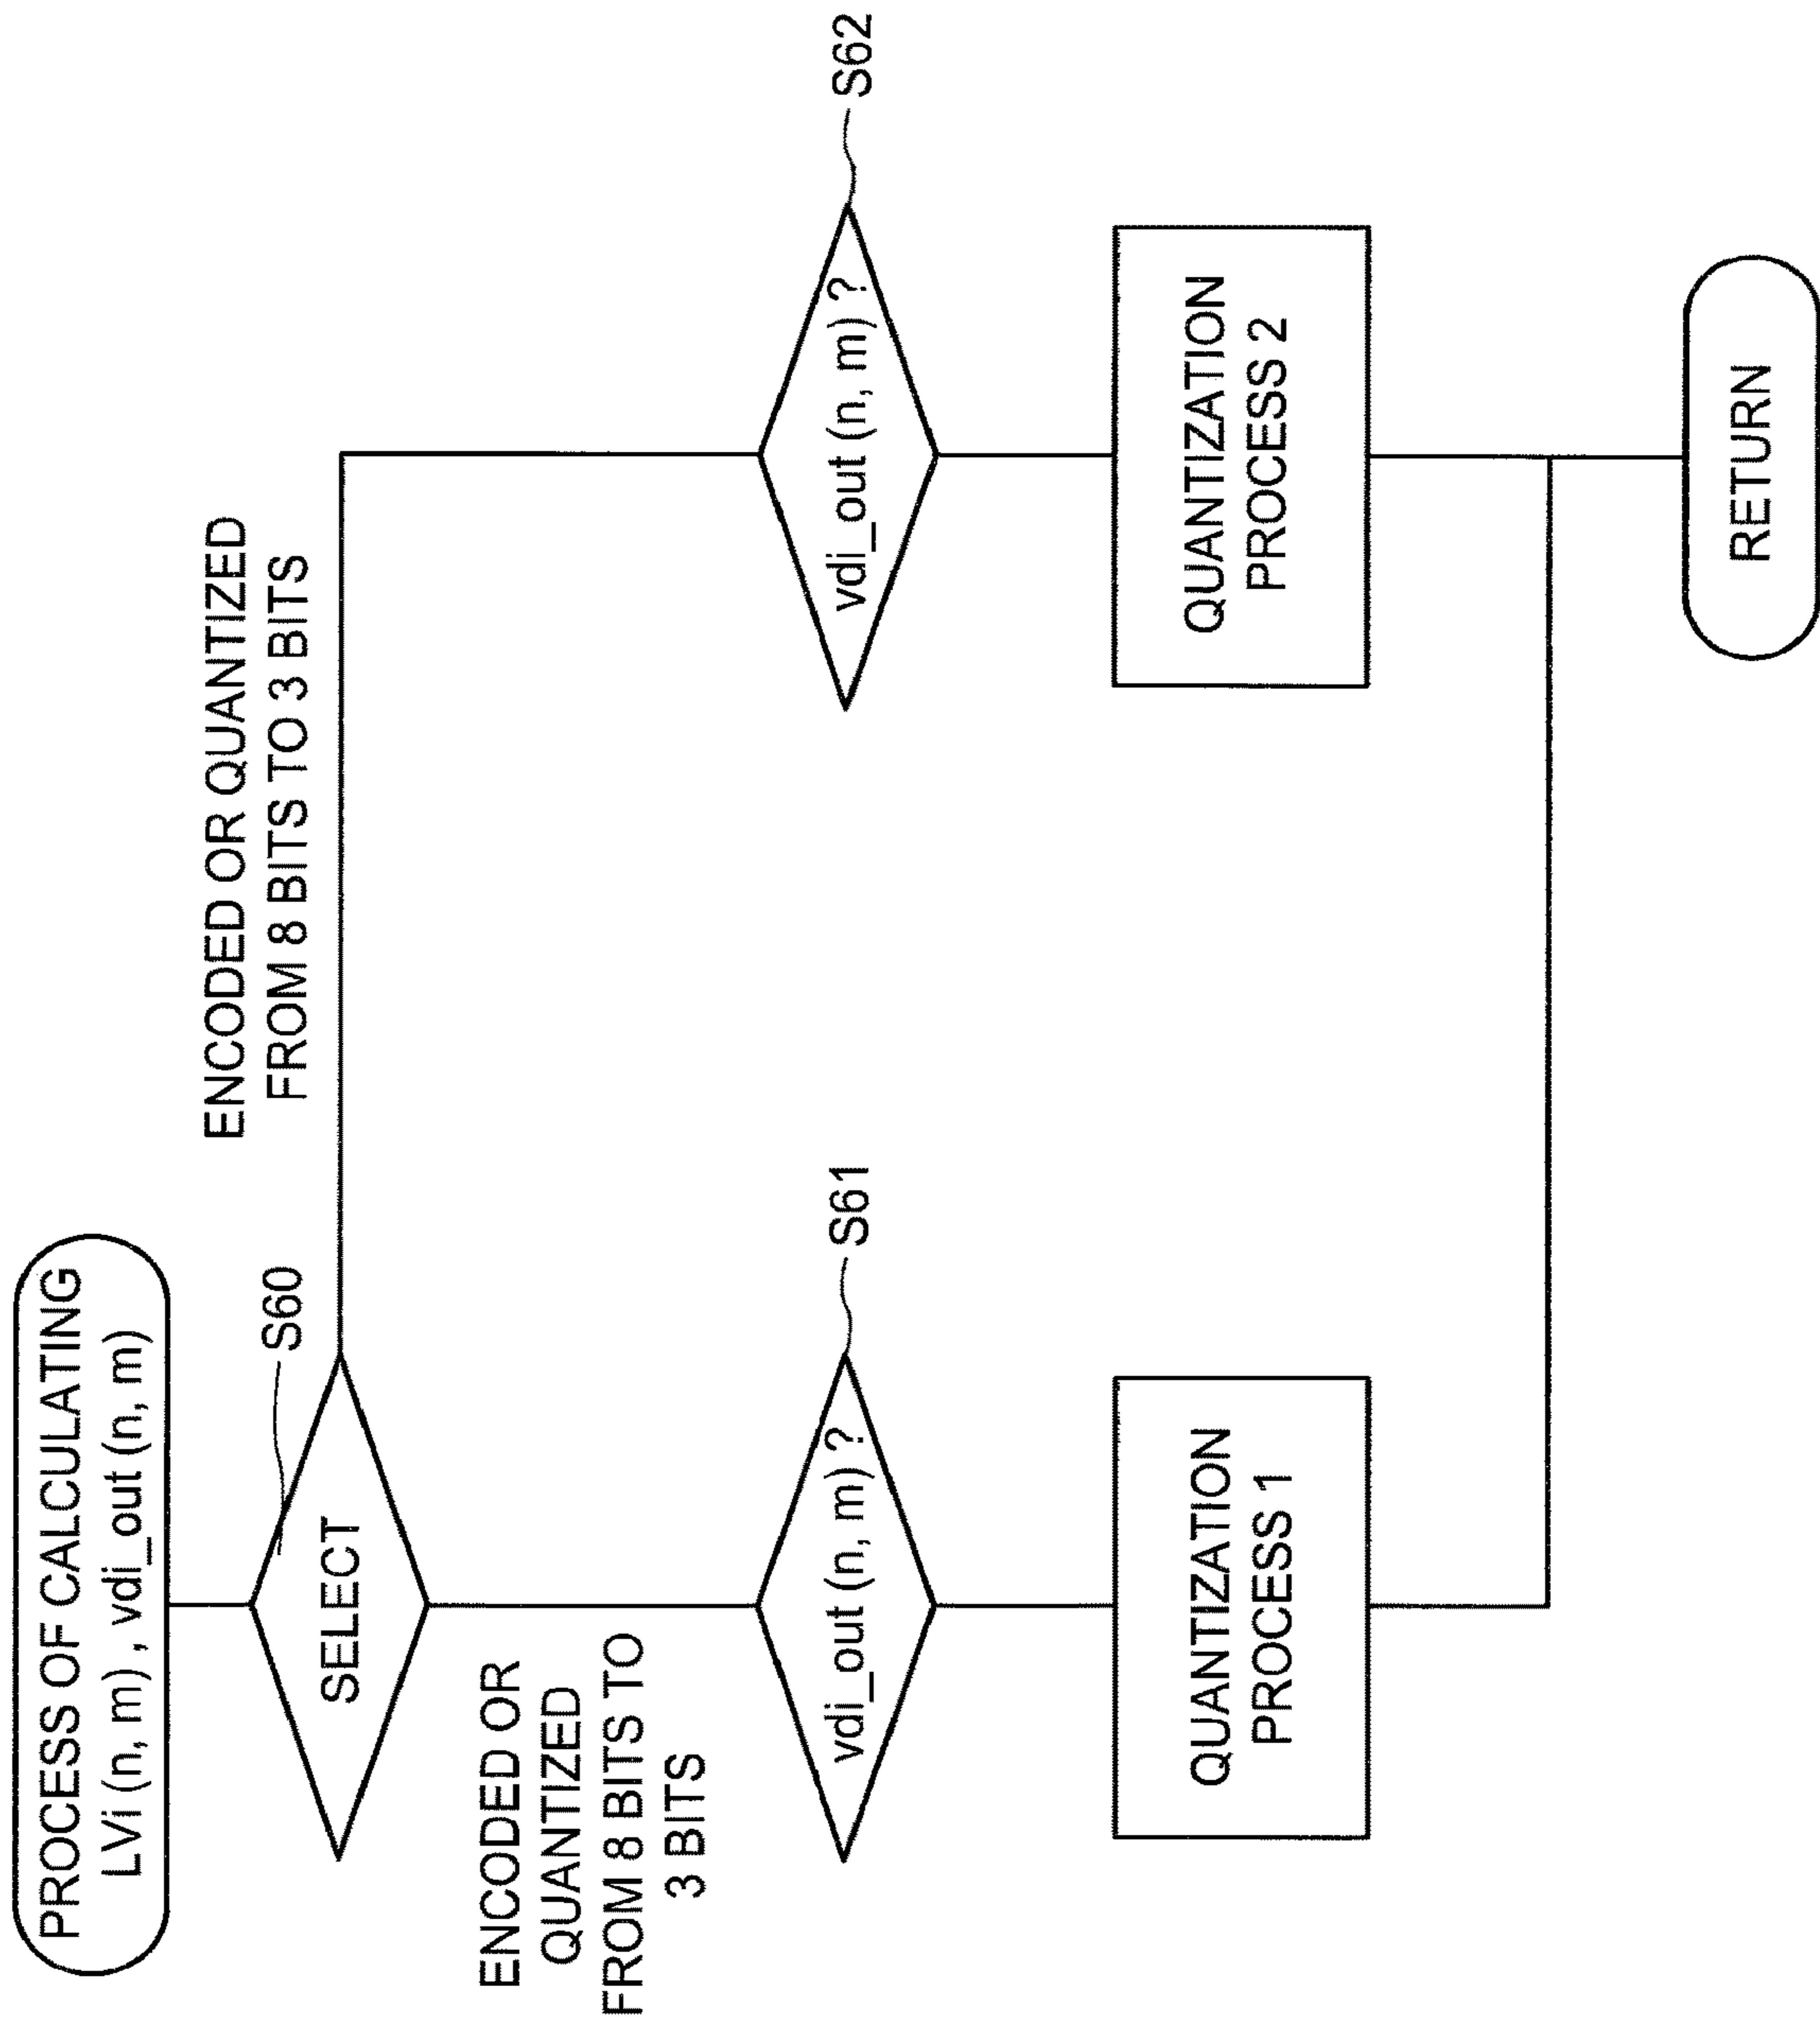 PROCESS OF CALCULATING
LVi (n, m) , vdi_out (n, m)
S60
SELECT
ENCODED OR QUANTIZED
FROM 8 BITS TO 3 BITS
ENCODED OR
QUANTIZED
FROM 8 BITS TO
3 BITS
S61
vdi_out (n, m) ?
S62
vdi_out (n, m) ?
QUANTIZATION
PROCESS 1
QUANTIZATION
PROCESS 2
RETURN